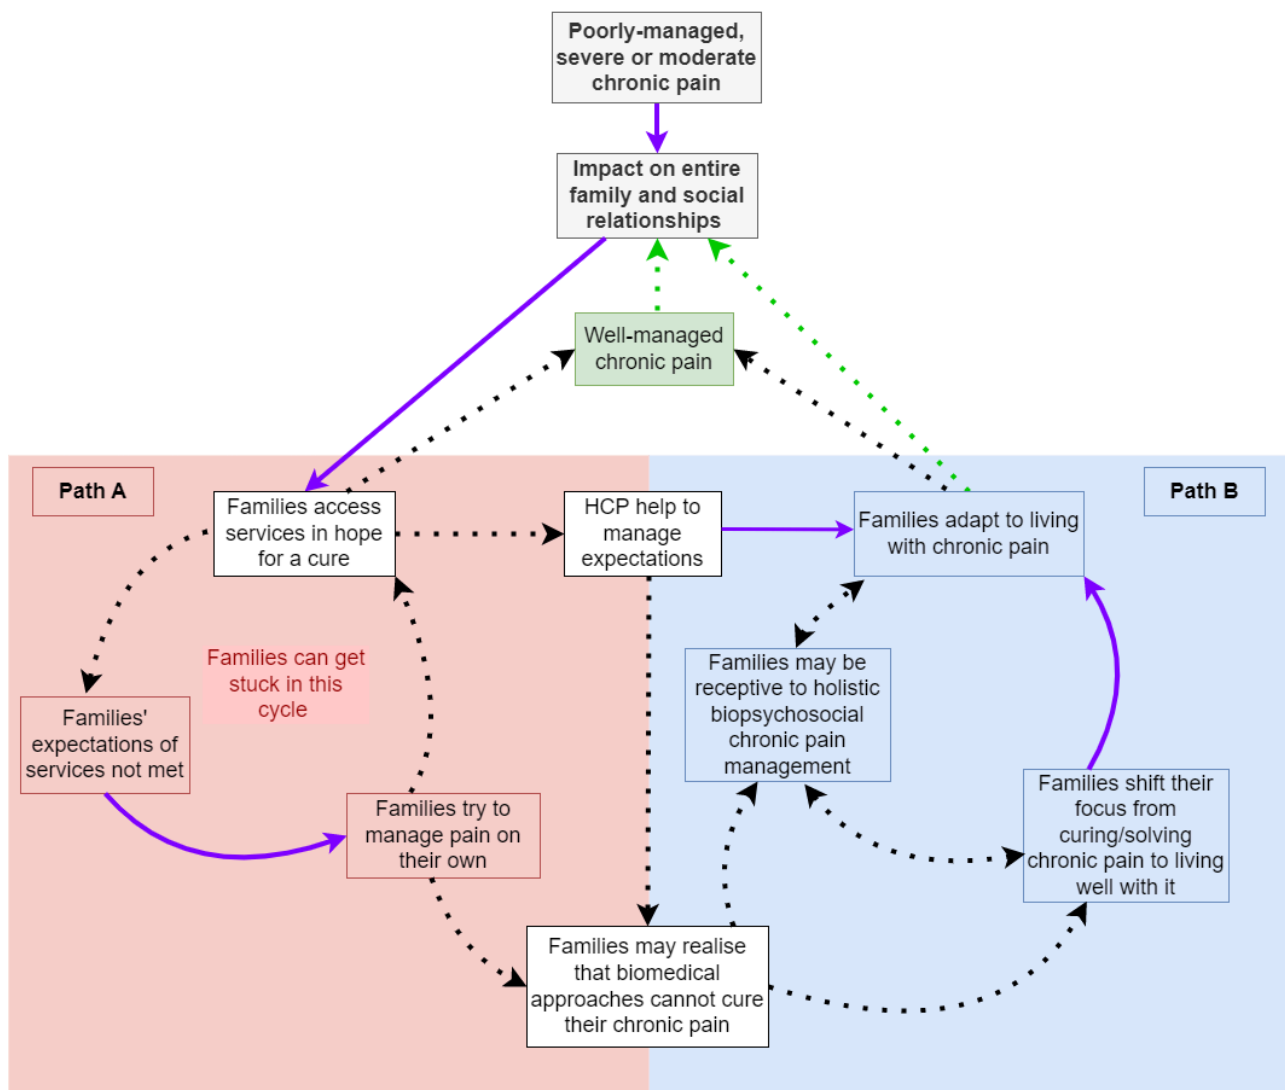 Poorly-managed,
severe or moderate
chronic pain
Impact on entire
family and social
relationships
Well-managed
chronic pain
Path A
Path B
Families access
services in hope
for a cure
HCP help to
manage
expectations
Families adapt to living
with chronic pain
Families can get
stuck in this
cycle
Families may be
receptive to holistic
biopsychosocial
chronic pain
management
Families'
expectations of
services not met
Families try to
manage pain on
their own
Families shift their
focus from
curing/solving
chronic pain to living
well with it
Families may realise
that biomedical
approaches cannot cure
their chronic pain